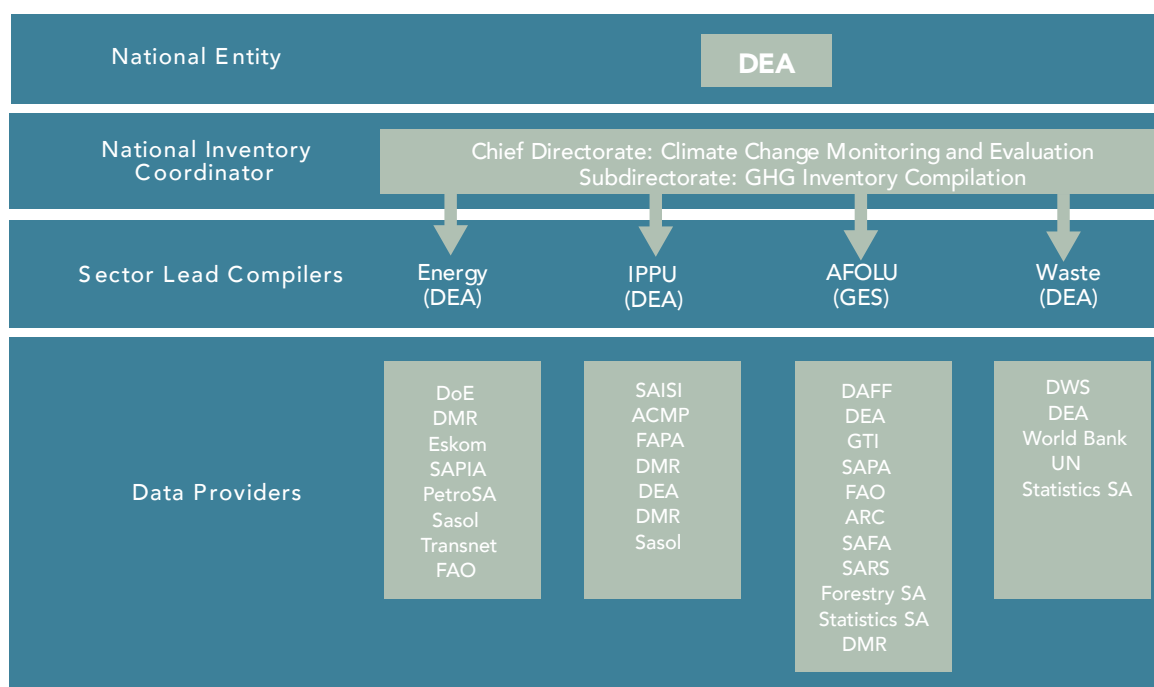 National Entity
DEA
National Inventory
Coordinator
Chief Directorate: Climate Change Monitoring and Evaluation
Subdirectorate: GHG Inventory Compilation
Sector Lead Compilers
Energy
(DEA)
IPPU
(DEA)
AFOLU
(GES)
Waste
(DEA)
Data Providers
DoE
DMR
Eskom
SAPIA
PetroSA
Sasol
Transnet
FAO
SAISI
ACMP
FAPA
DMR
DEA
DMR
Sasol
DAFF
DEA
GTI
SAPA
FAO
ARC
SAFA
SARS
Forestry SA
Statistics SA
DMR
DWS
DEA
World Bank
UN
Statistics SA